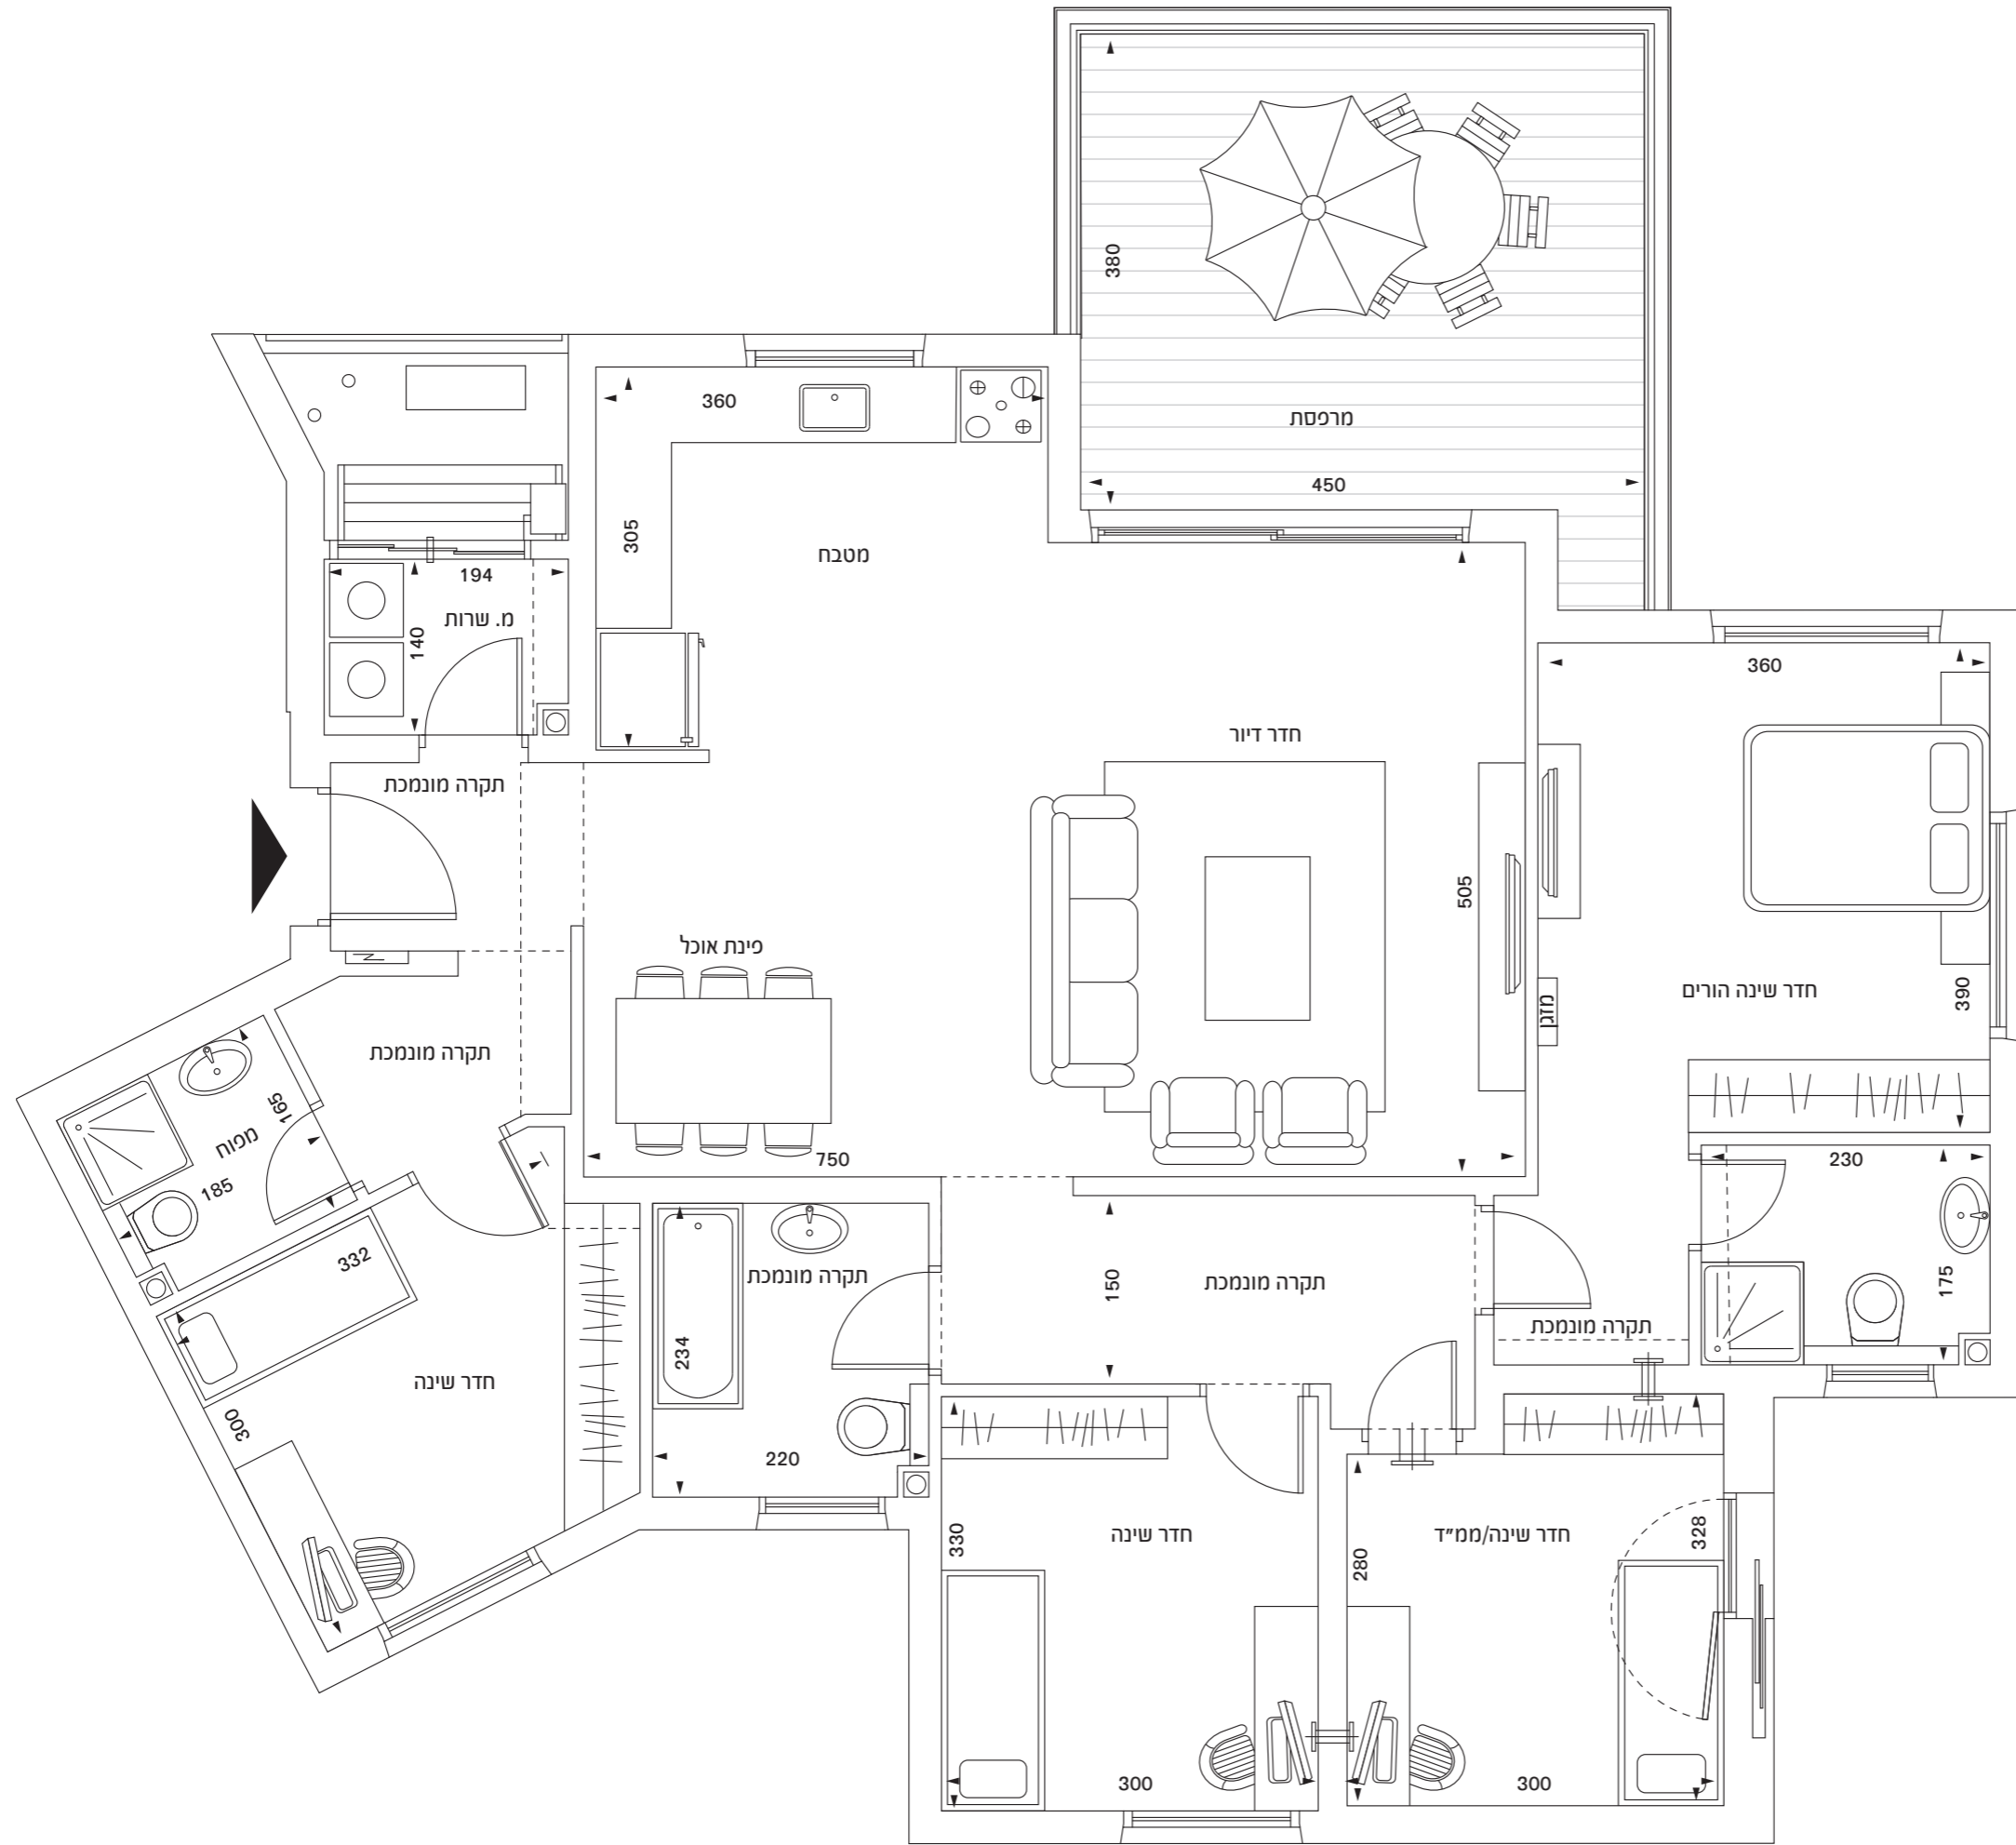 380
מרפסת
450
360
305
מטבח
194
מ. שרות
140
תקרה מונמכת
חדר דיור
505
360
חדר שינה הורים
390
מזגן
פינת אוכל
750
תקרה מונמכת
165
מפוח
185
332
חדר שינה
300
תקרה מונמכת
234
220
150
תקרה מונמכת
תקרה מונמכת
230
175
חדר שינה
330
300
חדר שינה/ממ״ד
280
328
300